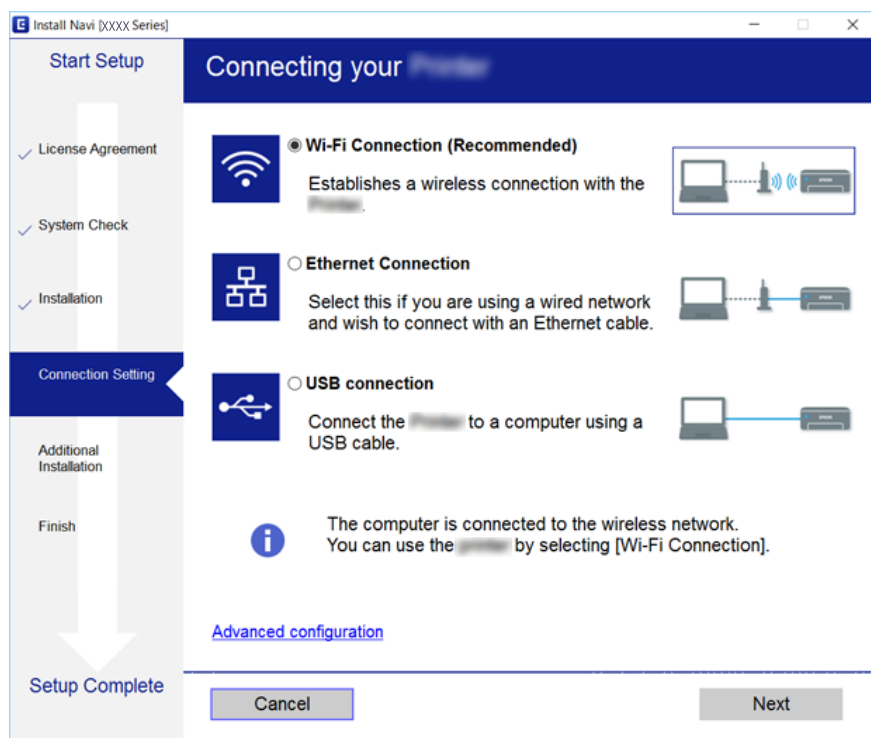 Install Navi [XXXX Series]
Start Setup
License Agreement
System Check
Installation
Connection Setting
Additional
Installation
Finish
Setup Complete
Connecting your
Wi-Fi Connection (Recommended)
Establishes a wireless connection with the
.
Ethernet Connection
Select this if you are using a wired network
and wish to connect with an Ethernet cable.
USB connection
Connect the to a computer using a
USB cable.
The computer is connected to the wireless network.
You can use the by selecting [Wi-Fi Connection].
Advanced configuration
Cancel
Next